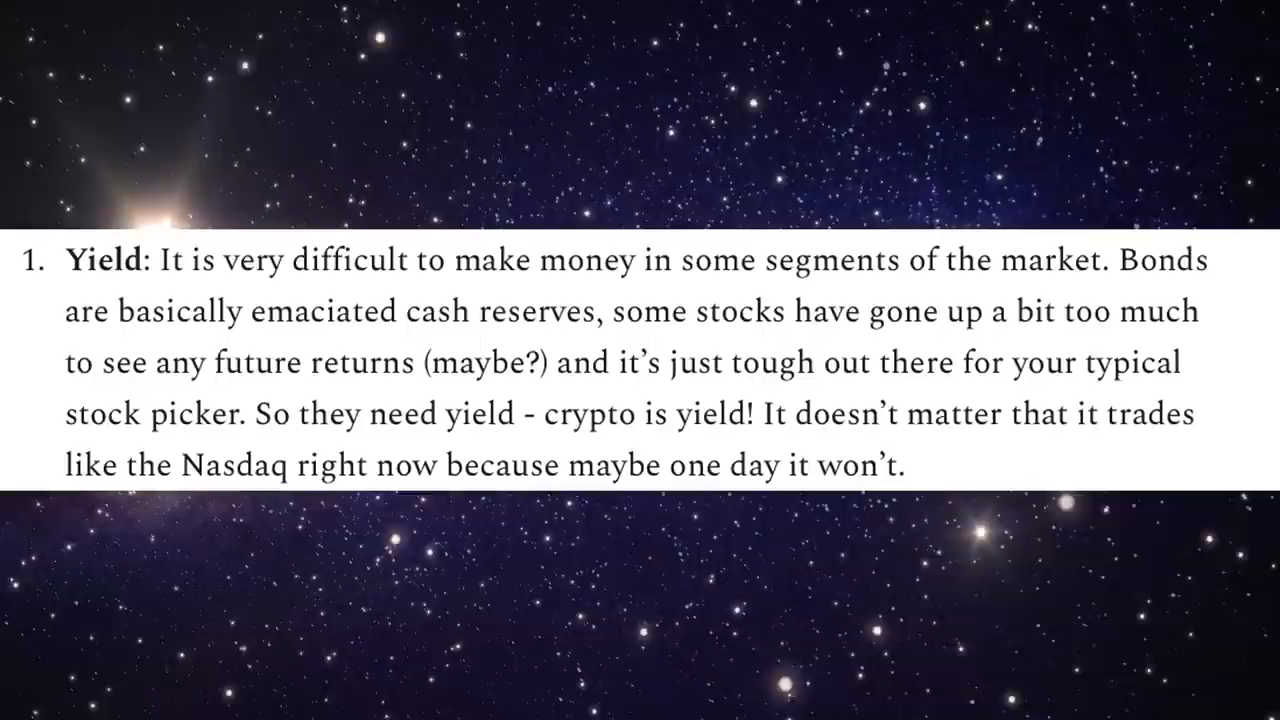 1. Yield: It is very difficult to make money in some segments of the market. Bonds
are basically emaciated cash reserves, some stocks have gone up a bit too much
to see any future returns (maybe?) and it’s just tough out there for your typical
stock picker. So they need yield - crypto is yield! It doesn’t matter that it trades
like the Nasdaq right now because maybe one day it won’t.